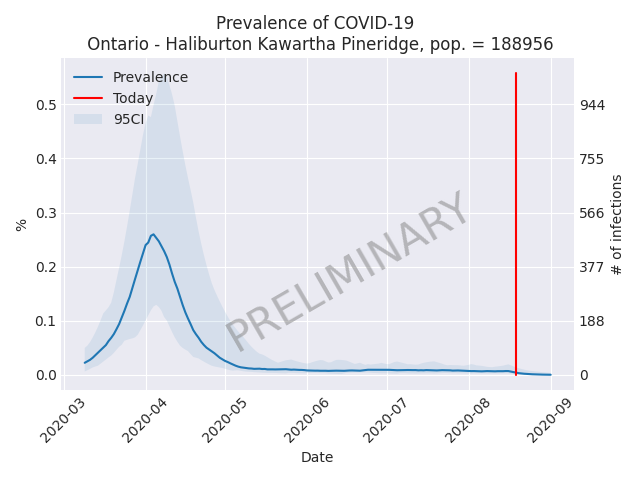 Prevalence of COVID-19
Ontario - Haliburton Kawartha Pineridge, pop. = 188956
Prevalence
Today
95CI
PRELIMINARY
%
0.5
0.4
0.3
0.2
0.1
0.0
944
755
566
377
188
0
# of infections
2020-03
2020-04
2020-05
2020-06
2020-07
2020-08
2020-09
Date